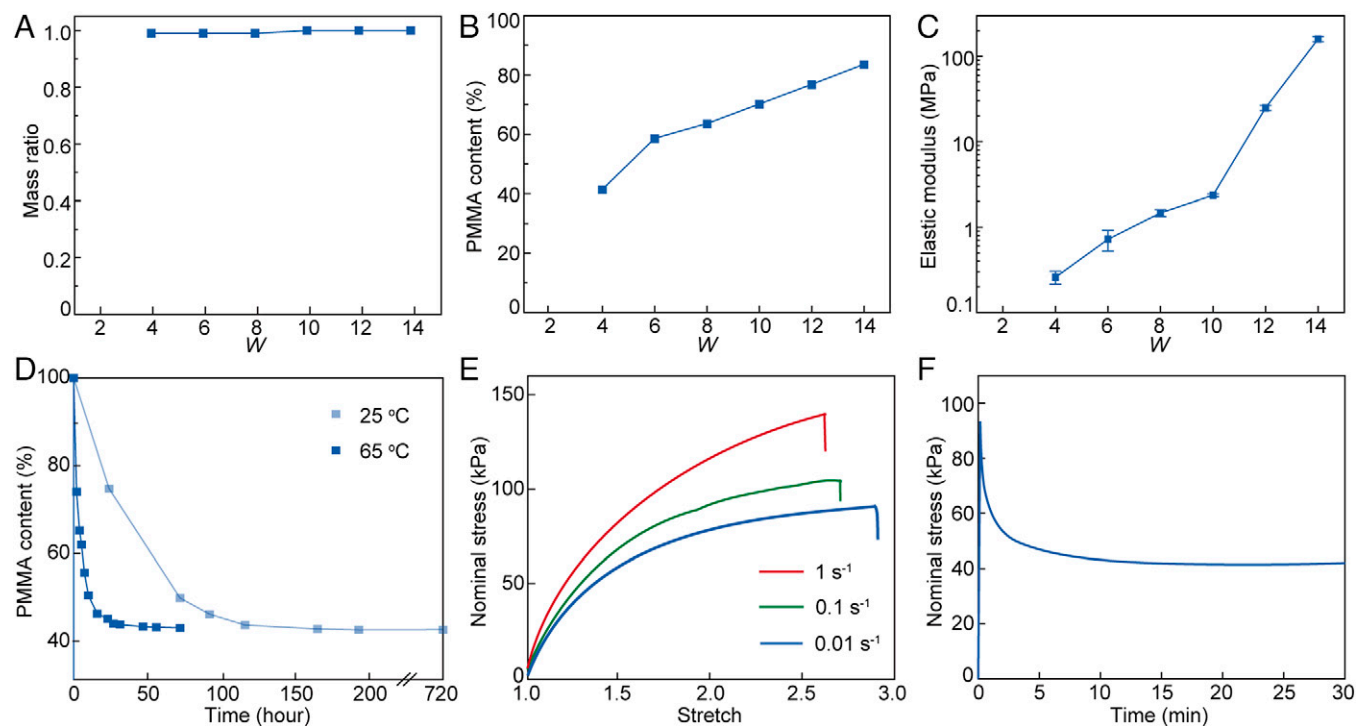 A
Mass ratio
1.0
0.8
0.6
0.4
0.2
0
2 4 6 8 10 12 14
W
B
PMMA content (%)
100
80
60
40
20
0
2 4 6 8 10 12 14
W
C
Elastic modulus (MPa)
100
10
1
0.1
2 4 6 8 10 12 14
W
D
PMMA content (%)
100
80
60
40
25 °C
65 °C
0 50 100 150 200 720
Time (hour)
E
Nominal stress (kPa)
150
100
50
0
1 s⁻¹
0.1 s⁻¹
0.01 s⁻¹
1.0 1.5 2.0 2.5 3.0
Stretch
F
Nominal stress (kPa)
100
80
60
40
20
0
0 5 10 15 20 25 30
Time (min)